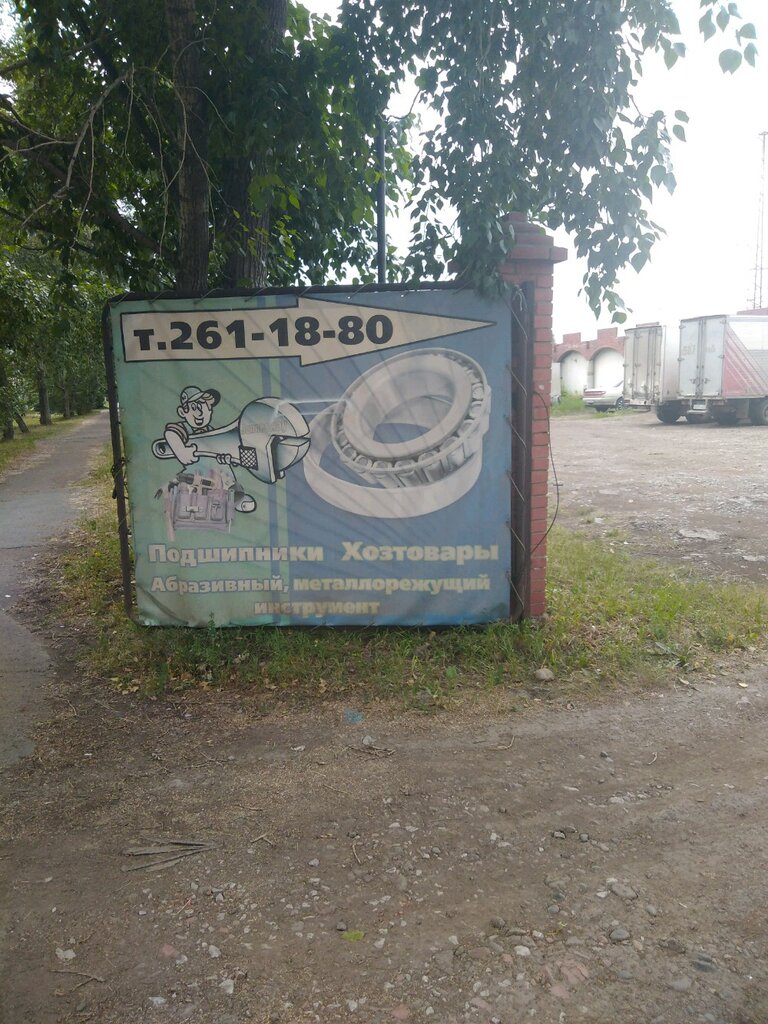 т.261-18-80
Подшипники Хозтовары
Абразивный, металлорежущий
инструмент